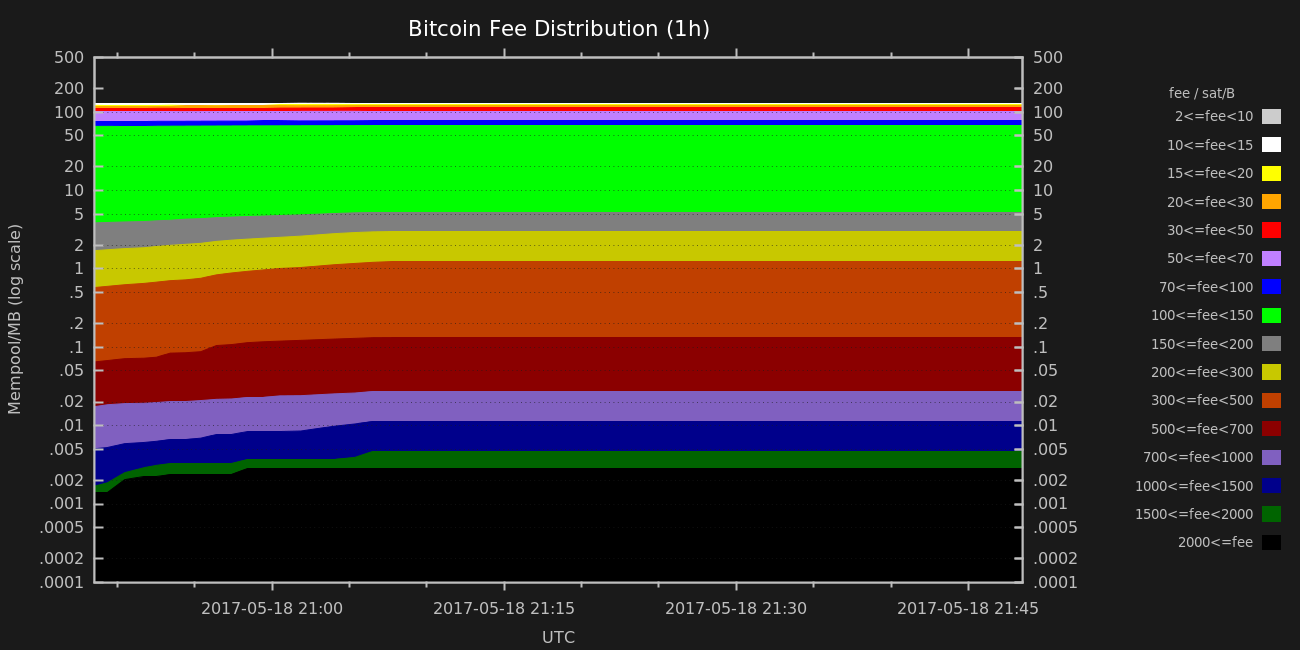 Bitcoin Fee Distribution (1h)
500
200
100
50
20
10
5
2
1
.5
.2
.1
.05
.02
.01
.005
.002
.001
.0005
.0002
.0001
Mempool/MB (log scale)
500
200
100
50
20
10
5
2
1
.5
.2
.1
.05
.02
.01
.005
.002
.001
.0005
.0002
.0001
2017-05-18 21:00
2017-05-18 21:15
2017-05-18 21:30
2017-05-18 21:45
UTC
fee / sat/B
2<=fee<10
10<=fee<15
15<=fee<20
20<=fee<30
30<=fee<50
50<=fee<70
70<=fee<100
100<=fee<150
150<=fee<200
200<=fee<300
300<=fee<500
500<=fee<700
700<=fee<1000
1000<=fee<1500
1500<=fee<2000
2000<=fee